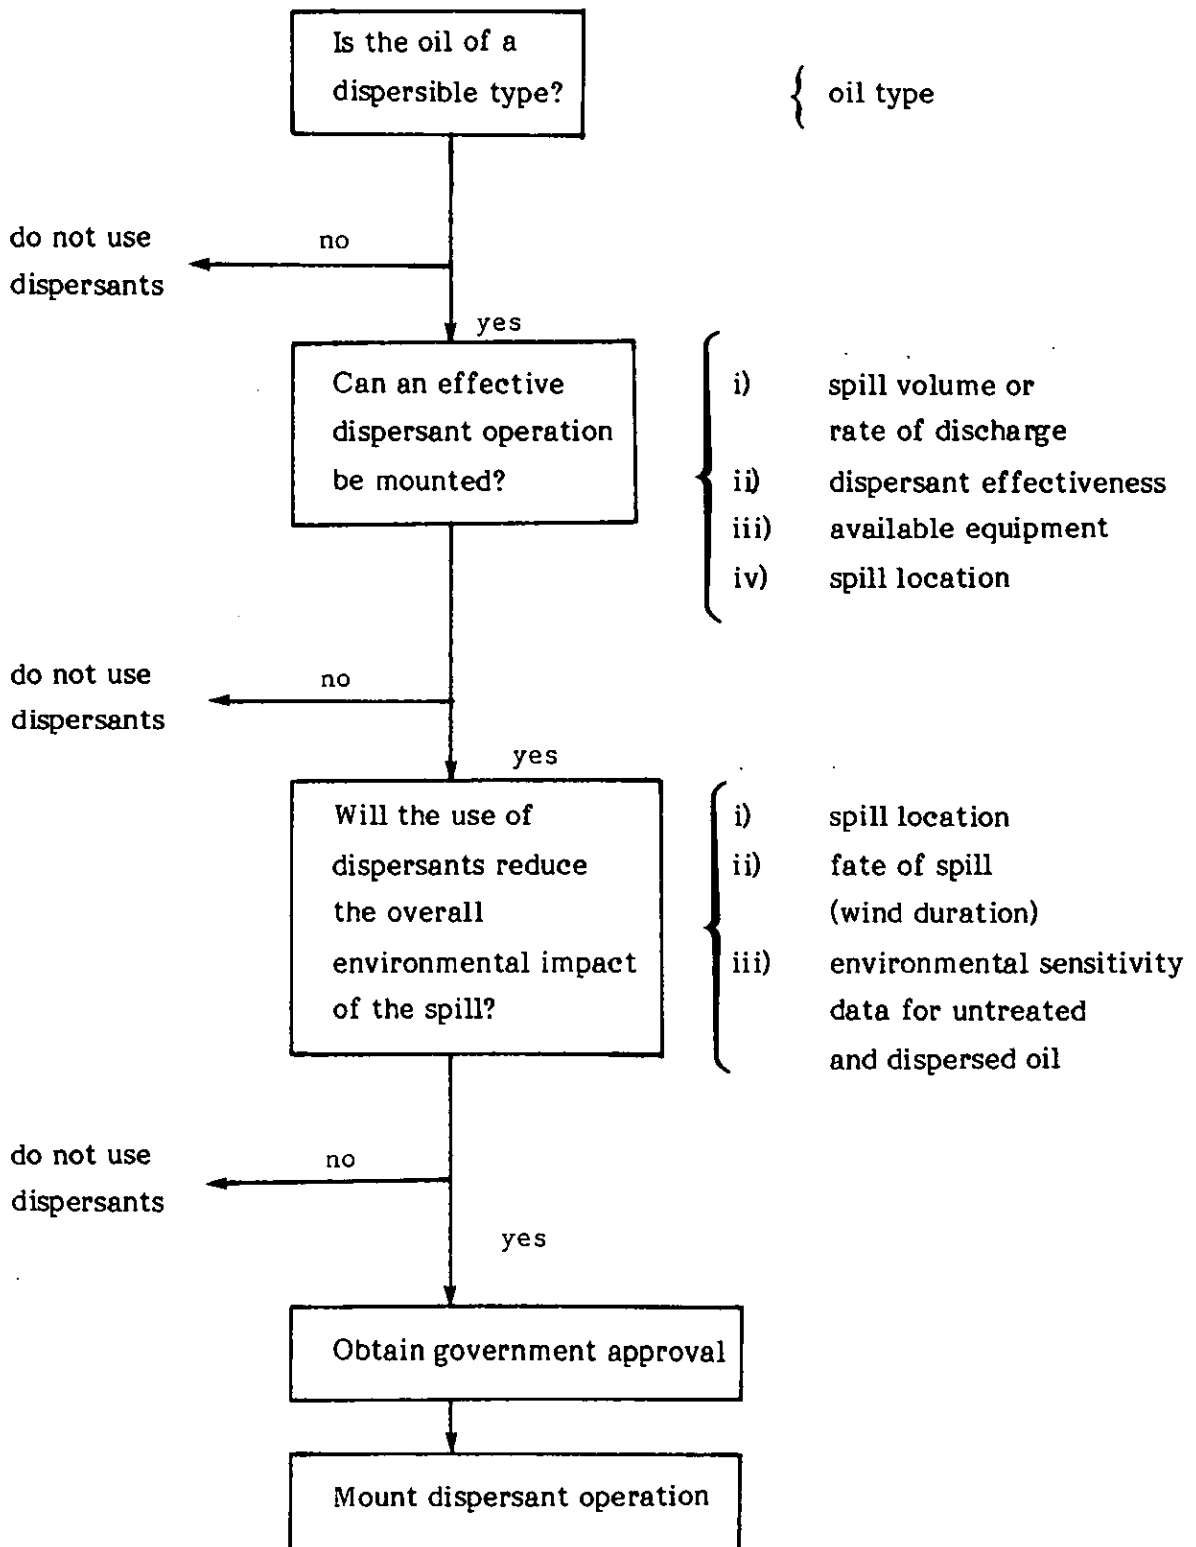 Is the oil of a
dispersible type?
{ oil type
do not use
dispersants
no
yes
Can an effective
dispersant operation
be mounted?
i) spill volume or
rate of discharge
ii) dispersant effectiveness
iii) available equipment
iv) spill location
do not use
dispersants
no
yes
Will the use of
dispersants reduce
the overall
environmental impact
of the spill?
i) spill location
ii) fate of spill
(wind duration)
iii) environmental sensitivity
data for untreated
and dispersed oil
do not use
dispersants
no
yes
Obtain government approval
Mount dispersant operation